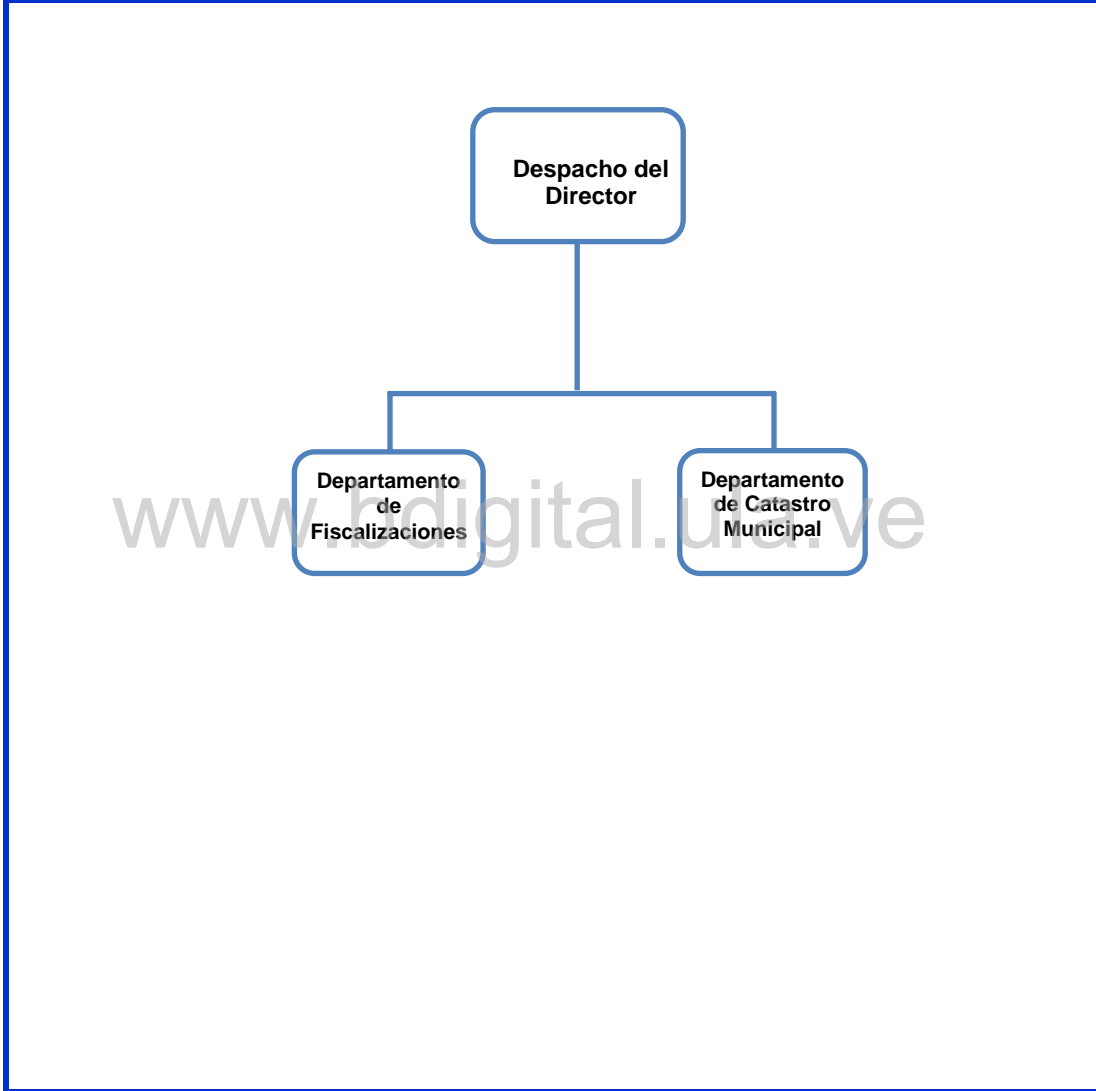 Despacho del
Director
Departamento
de
Fiscalizaciones
Departamento
de Catastro
Municipal
www.bdigital.ula.ve